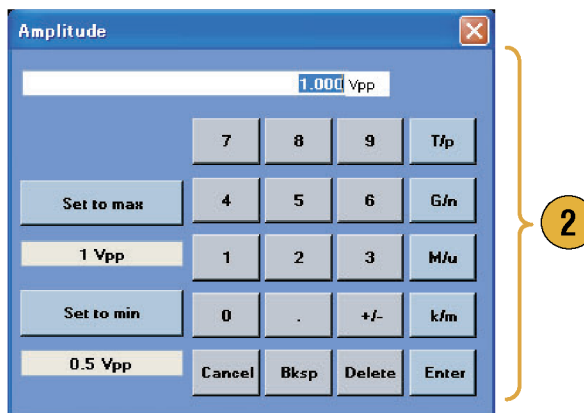 Amplitude
1.000 Vpp
7 8 9 T/p
Set to max 4 5 6 G/n
1 Vpp 1 2 3 M/u
Set to min 0 . +/- k/m
0.5 Vpp Cancel Bksp Delete Enter
2